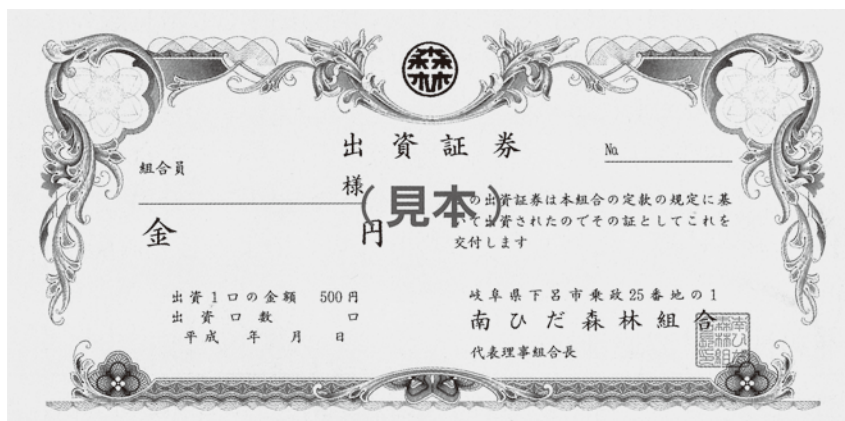 出資証券
No.
組合員
様
(見本)
この出資証券は本組合の定款の規定に基
いて出資されたのでその証としてこれを
交付します
金 円
出資1口の金額 500円
出資口数 口
平成 年 月 日
岐阜県下呂市乗政25番地の1
南ひだ森林組合
代表理事組合長